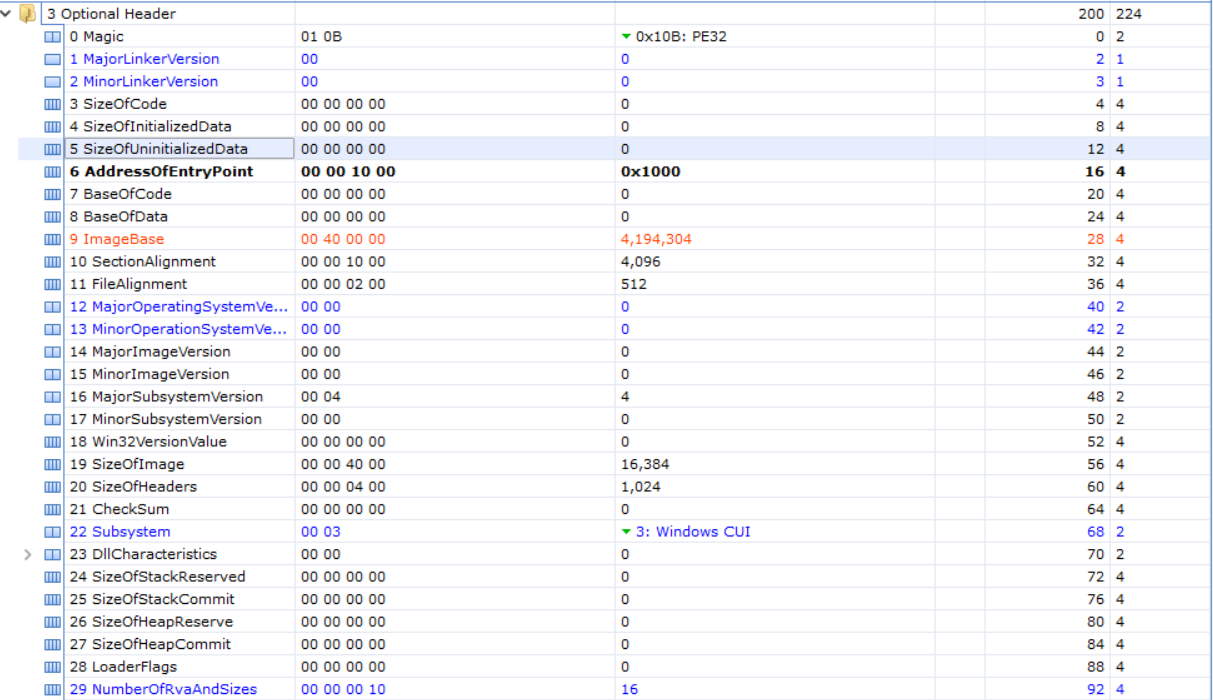 3 Optional Header 200 224
0 Magic 01 0B 0x10B: PE32 0 2
1 MajorLinkerVersion 00 0 2 1
2 MinorLinkerVersion 00 0 3 1
3 SizeOfCode 00 00 00 00 0 4 4
4 SizeOfInitializedData 00 00 00 00 0 8 4
5 SizeOfUninitializedData 00 00 00 00 0 12 4
6 AddressOfEntryPoint 00 00 10 00 0x1000 16 4
7 BaseOfCode 00 00 00 00 0 20 4
8 BaseOfData 00 00 00 00 0 24 4
9 ImageBase 00 40 00 00 4,194,304 28 4
10 SectionAlignment 00 00 10 00 4,096 32 4
11 FileAlignment 00 00 02 00 512 36 4
12 MajorOperatingSystemVe... 00 00 0 40 2
13 MinorOperationSystemVe... 00 00 0 42 2
14 MajorImageVersion 00 00 0 44 2
15 MinorImageVersion 00 00 0 46 2
16 MajorSubsystemVersion 00 04 4 48 2
17 MinorSubsystemVersion 00 00 0 50 2
18 Win32VersionValue 00 00 00 00 0 52 4
19 SizeOfImage 00 00 40 00 16,384 56 4
20 SizeOfHeaders 00 00 04 00 1,024 60 4
21 CheckSum 00 00 00 00 0 64 4
22 Subsystem 00 03 3: Windows CUI 68 2
23 DllCharacteristics 00 00 0 70 2
24 SizeOfStackReserved 00 00 00 00 0 72 4
25 SizeOfStackCommit 00 00 00 00 0 76 4
26 SizeOfHeapReserve 00 00 00 00 0 80 4
27 SizeOfHeapCommit 00 00 00 00 0 84 4
28 LoaderFlags 00 00 00 00 0 88 4
29 NumberOfRvaAndSizes 00 00 00 10 16 92 4